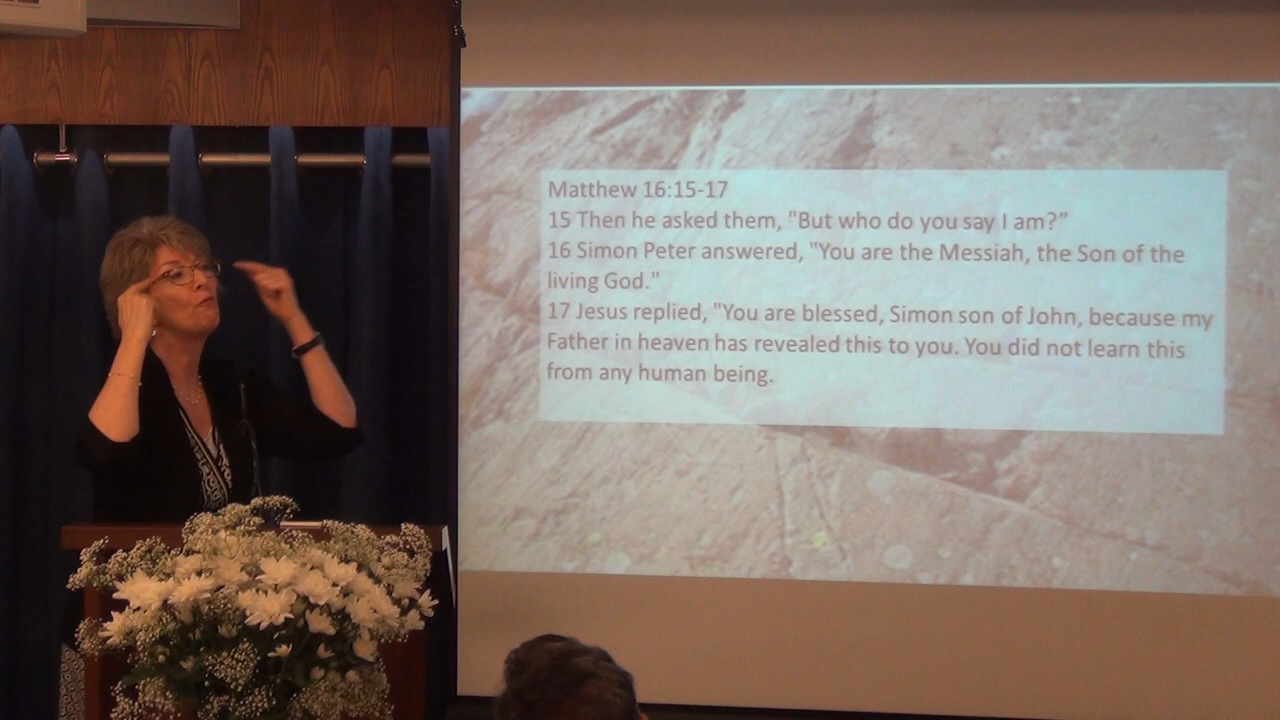 Matthew 16:15-17
15 Then he asked them, "But who do you say I am?”
16 Simon Peter answered, "You are the Messiah, the Son of the
living God."
17 Jesus replied, "You are blessed, Simon son of John, because my
Father in heaven has revealed this to you. You did not learn this
from any human being.